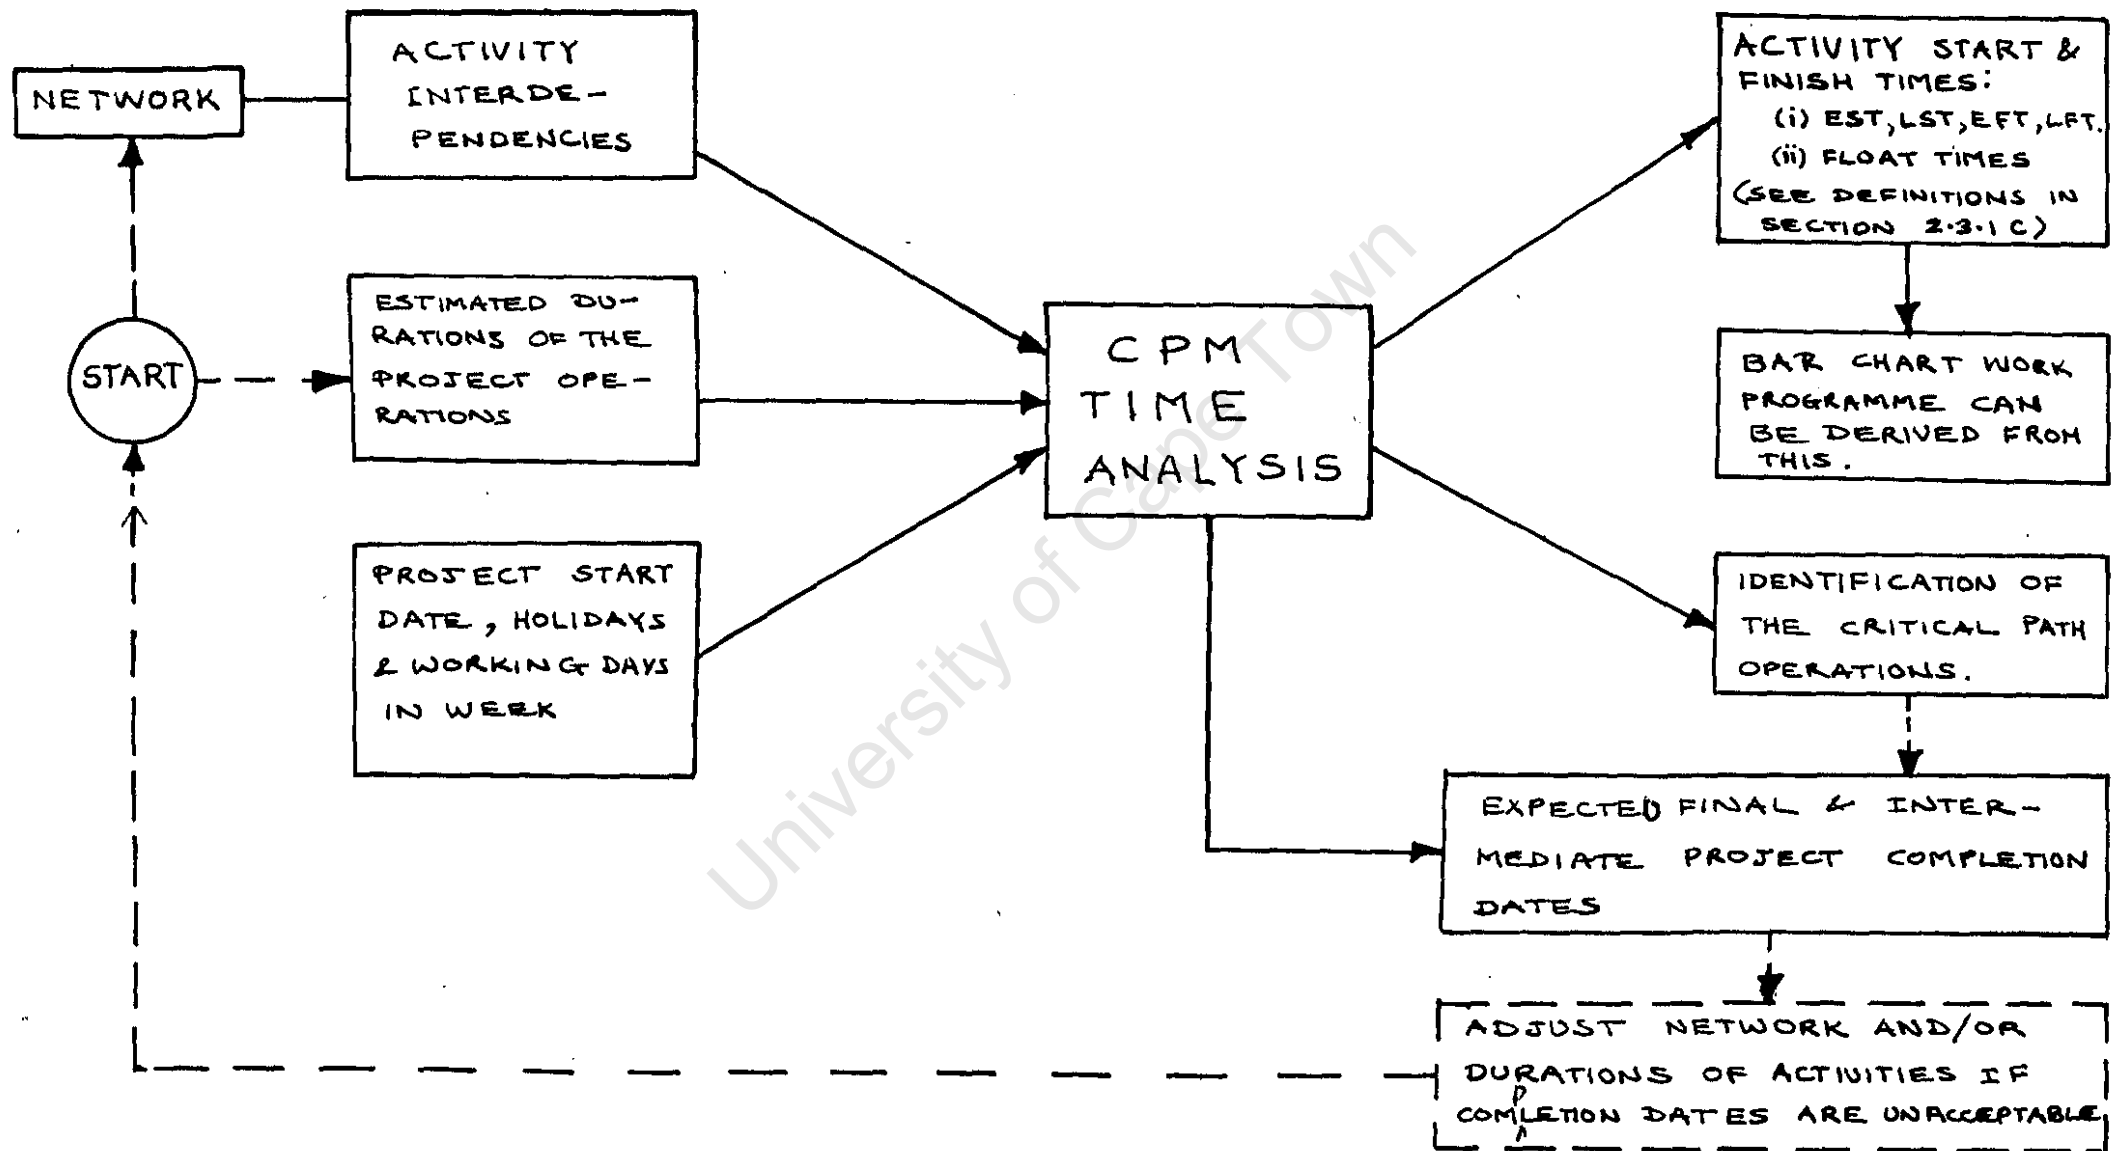 NETWORK
ACTIVITY
INTERDE-
PENDENCIES
START
ESTIMATED DU-
RATIONS OF THE
PROJECT OPE-
RATIONS
PROJECT START
DATE, HOLIDAYS
& WORKING DAYS
IN WEEK
CPM
TIME
ANALYSIS
ACTIVITY START &
FINISH TIMES:
(i) EST, LST, EFT, LFT.
(ii) FLOAT TIMES
(SEE DEFINITIONS IN
SECTION 2.3.1 C)
BAR CHART WORK
PROGRAMME CAN
BE DERIVED FROM
THIS.
IDENTIFICATION OF
THE CRITICAL PATH
OPERATIONS.
EXPECTED FINAL & INTER-
MEDIATE PROJECT COMPLETION
DATES
ADJUST NETWORK AND/OR
DURATIONS OF ACTIVITIES IF
COMPLETION DATES ARE UNACCEPTABLE
University of Cape Town